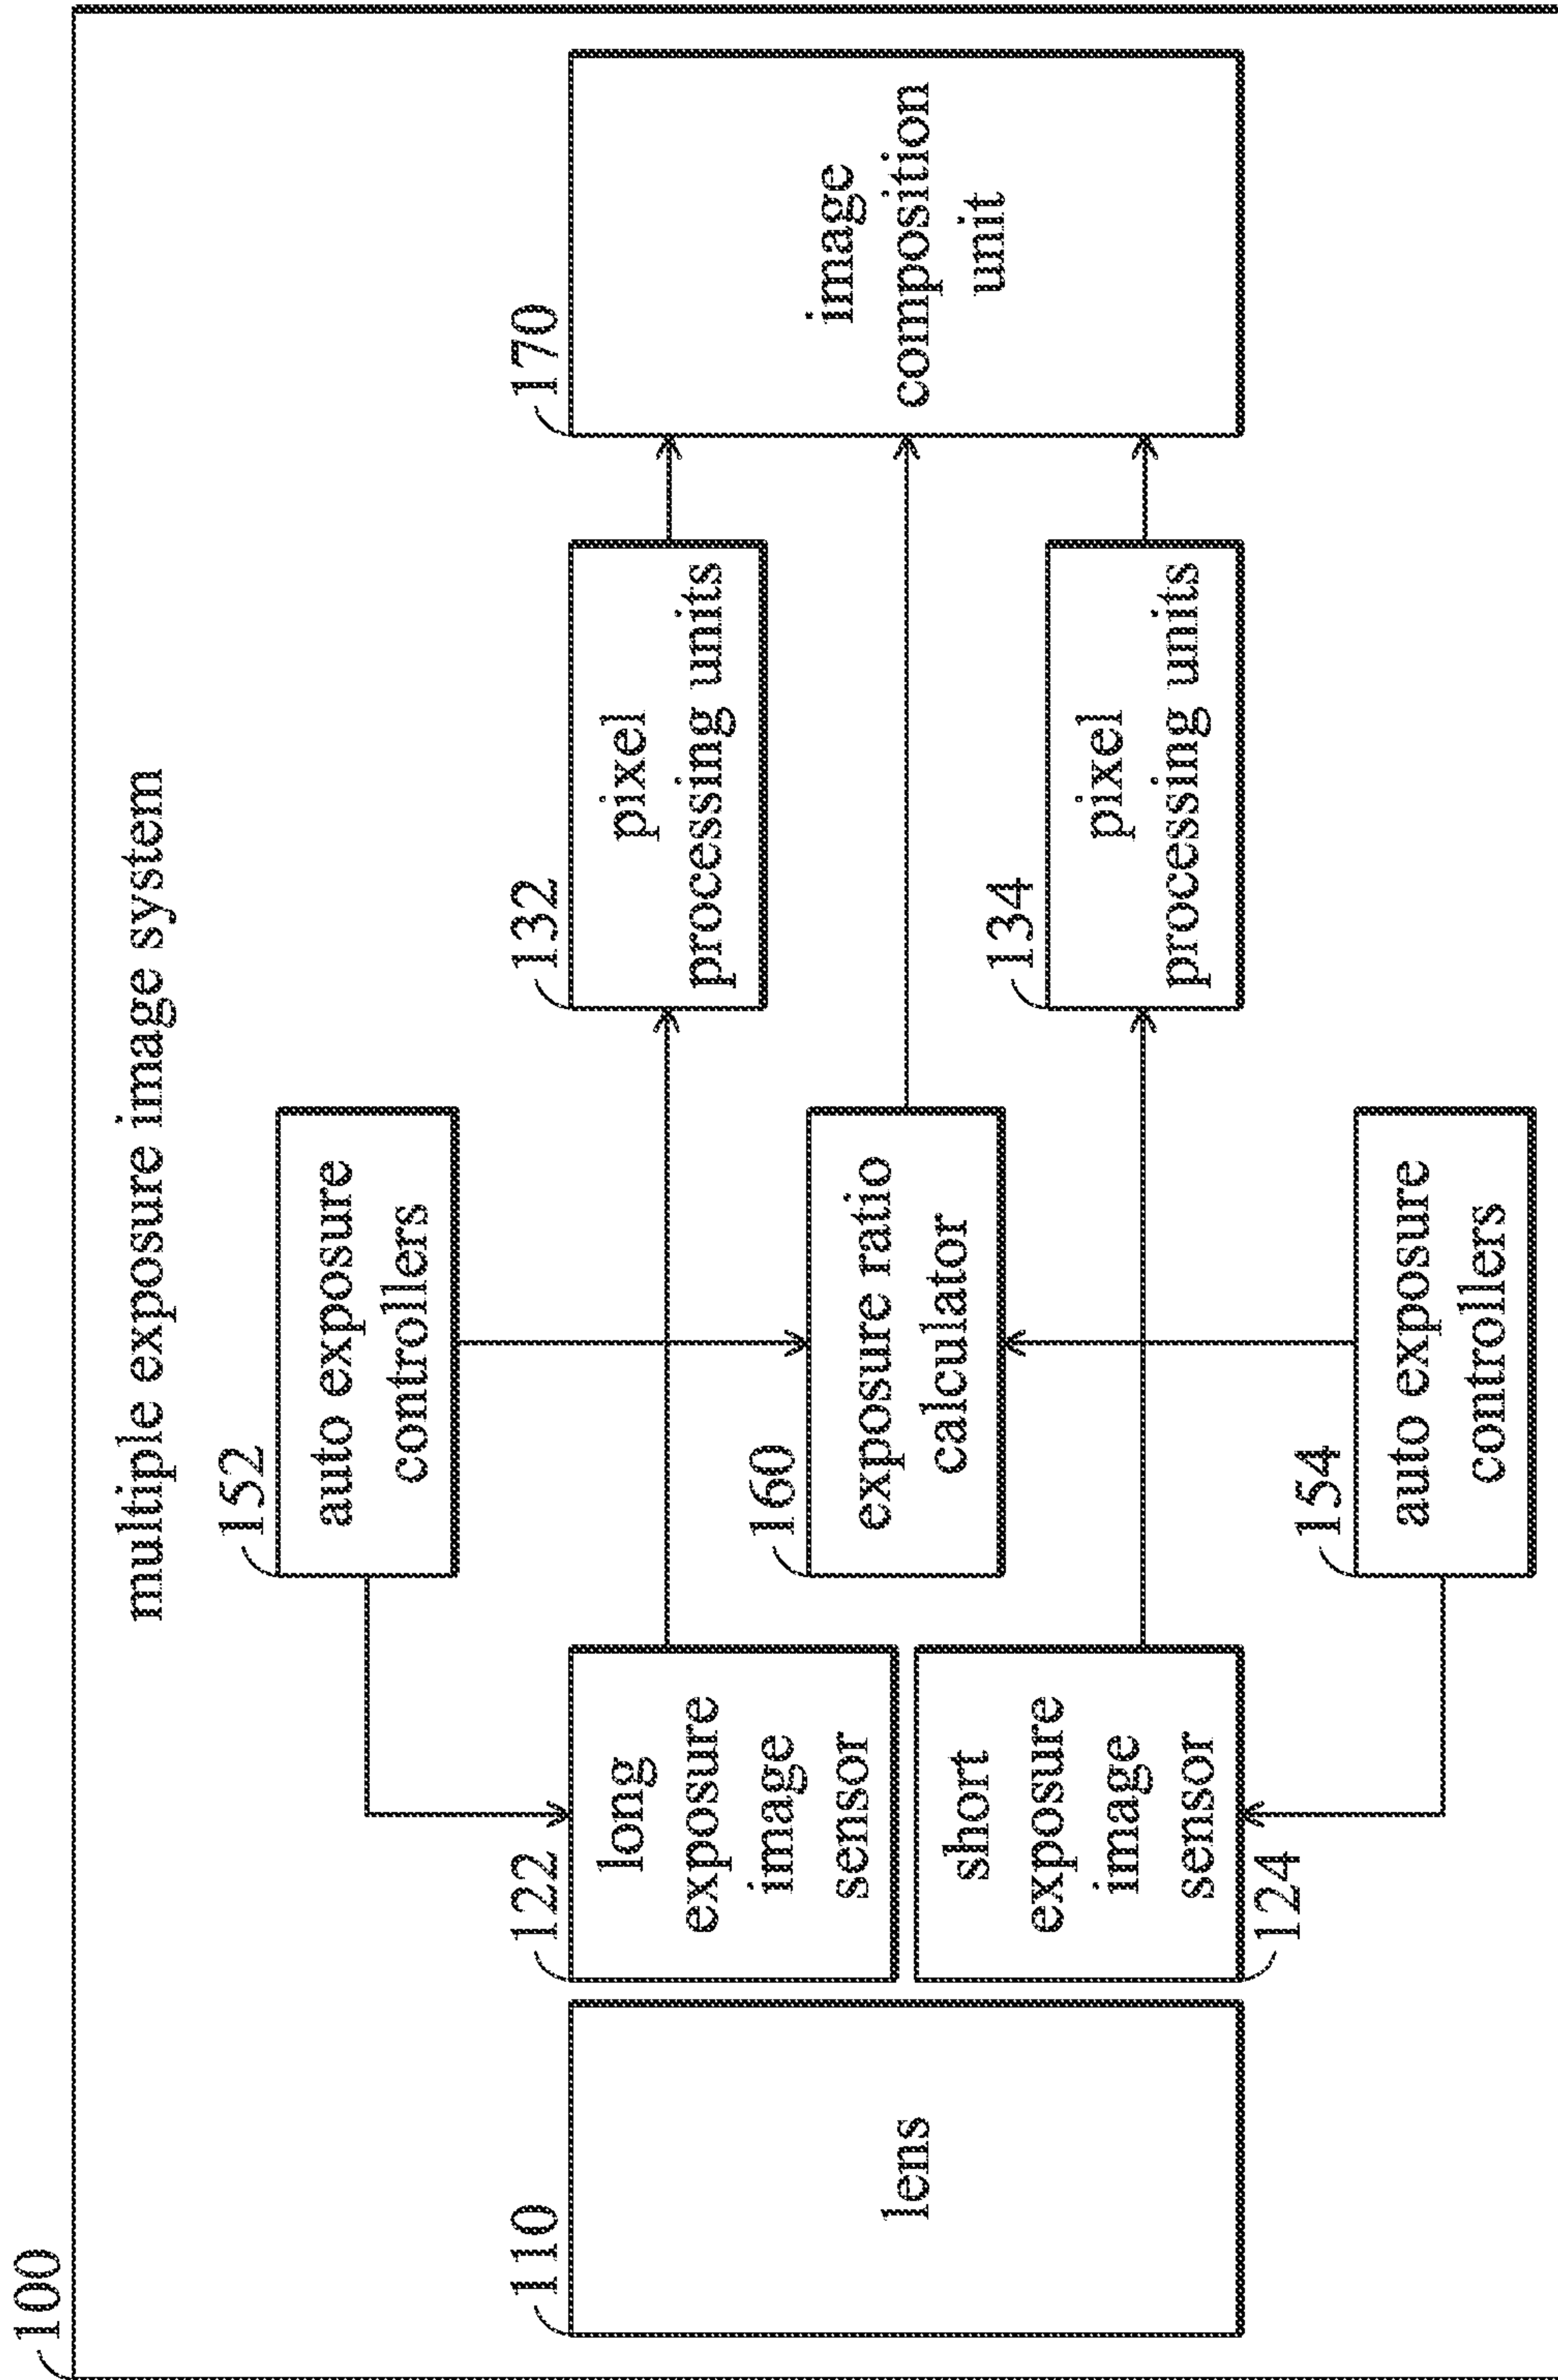 100
multiple exposure image system
152
auto exposure
controllers
110
lens
122
long
exposure
image
sensor
short
exposure
image
sensor
124
160
exposure ratio
calculator
132
pixel
processing units
134
pixel
processing units
170
image
composition
unit
154
auto exposure
controllers